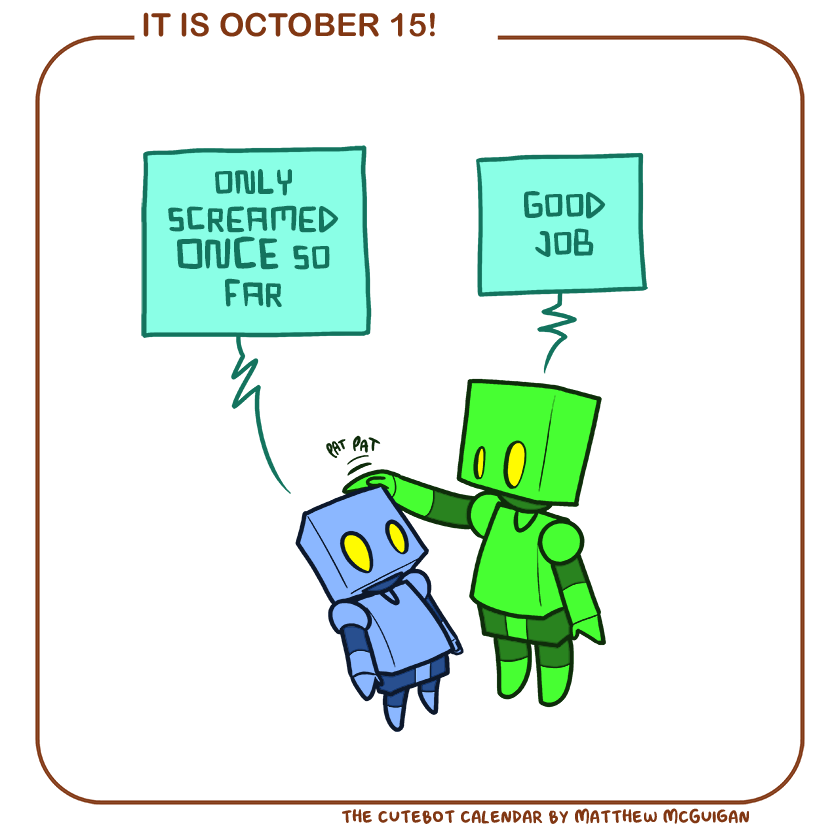 IT IS OCTOBER 15!
ONLY
SCREAMED
ONCE SO
FAR
GOOD
JOB
PAT PAT
THE CUTEBOT CALENDAR BY MATTHEW MCGUIGAN